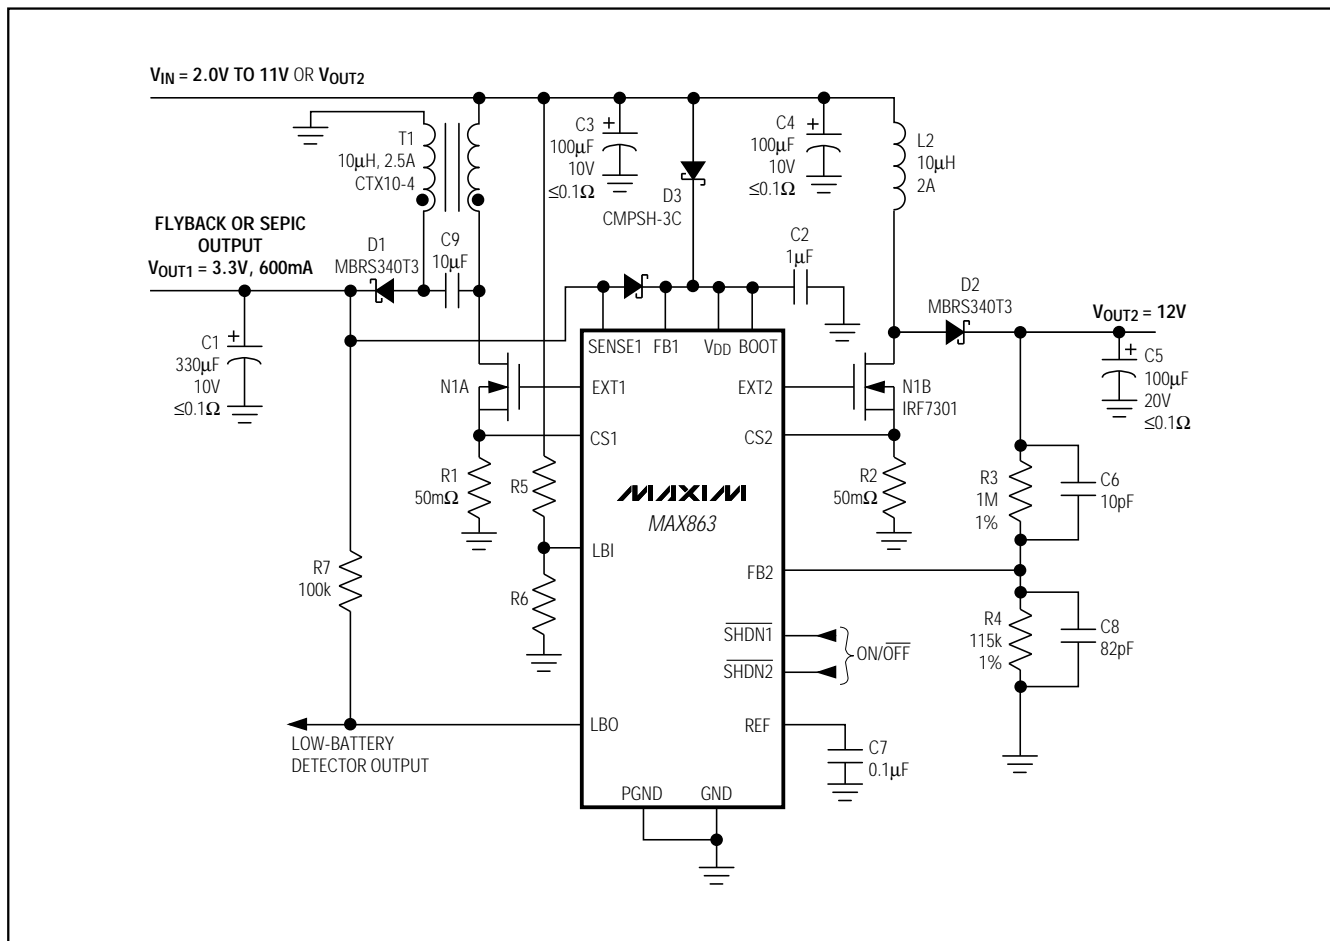 VIN = 2.0V TO 11V OR VOUT2
T1
10μH, 2.5A
CTX10-4
C3
100μF
10V
≤0.1Ω
D3
CMPSH-3C
C4
100μF
10V
≤0.1Ω
L2
10μH
2A
FLYBACK OR SEPIC
OUTPUT
VOUT1 = 3.3V, 600mA
D1
MBRS340T3
C9
10μF
C2
1μF
D2
MBRS340T3
VOUT2 = 12V
C1
330μF
10V
≤0.1Ω
SENSE1 FB1 VDD BOOT
C5
100μF
20V
≤0.1Ω
N1A
EXT1
EXT2
N1B
IRF7301
CS1
CS2
R1
50mΩ
R5
MAXIM
MAX863
R2
50mΩ
R3
1M
1%
C6
10pF
LBI
R7
100k
R6
FB2
R4
115k
1%
C8
82pF
SHDN1
SHDN2
ON/OFF
LBO
REF
LOW-BATTERY
DETECTOR OUTPUT
C7
0.1μF
PGND GND